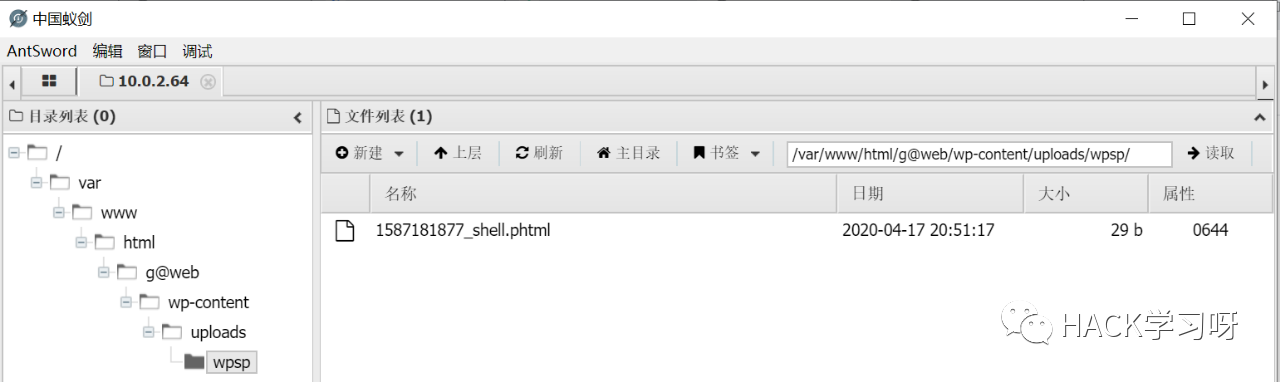 中国蚁剑
AntSword 编辑 窗口 调试
10.0.2.64
目录列表 (0)
文件列表 (1)
新建 上层 刷新 主目录 书签 /var/www/html/g@web/wp-content/uploads/wpsp/ 读取
/
var
www
html
g@web
wp-content
uploads
wpsp
名称 日期 大小 属性
1587181877_shell.phtml 2020-04-17 20:51:17 29 b 0644
HACK学习呀